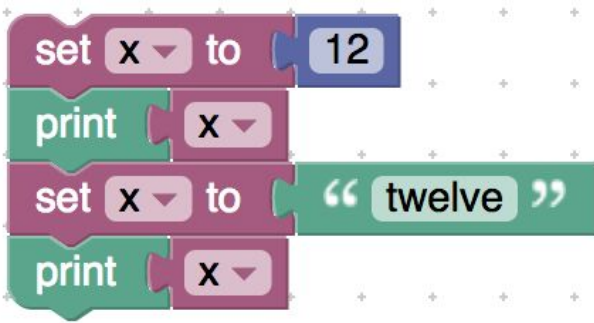 set x to 12
print x
set x to “ twelve ”
print x